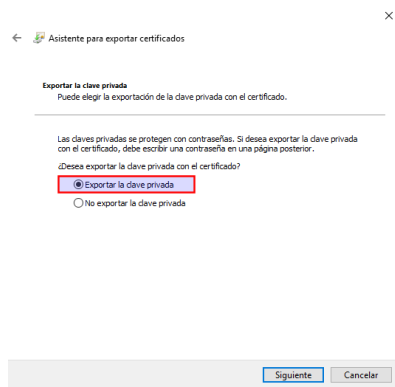 Asistente para exportar certificados
Exportar la clave privada
Puede elegir la exportación de la clave privada con el certificado.
Las claves privadas se protegen con contraseñas. Si desea exportar la clave privada
con el certificado, debe escribir una contraseña en una página posterior.
¿Desea exportar la clave privada con el certificado?
Exportar la clave privada
No exportar la clave privada
Siguiente Cancelar